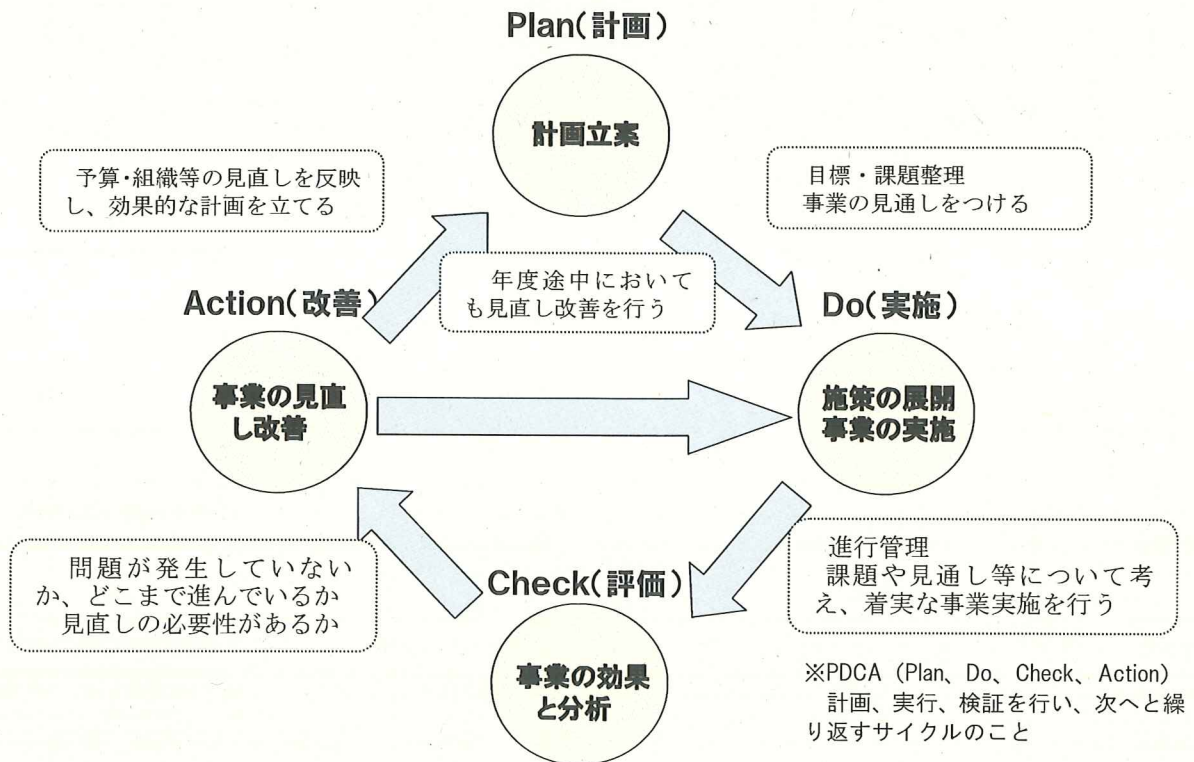 Plan(計画)
計画立案
予算・組織等の見直しを反映
し、効果的な計画を立てる
目標・課題整理
事業の見通しをつける
年度途中において
も見直し改善を行う
Action(改善)
事業の見直
し改善
Do(実施)
施策の展開
事業の実施
問題が発生していない
か、どこまで進んでいるか
見直しの必要性があるか
Check(評価)
事業の効果
と分析
進行管理
課題や見通し等について考
え、着実な事業実施を行う
※PDCA（Plan、Do、Check、Action）
計画、実行、検証を行い、次へと繰
り返すサイクルのこと